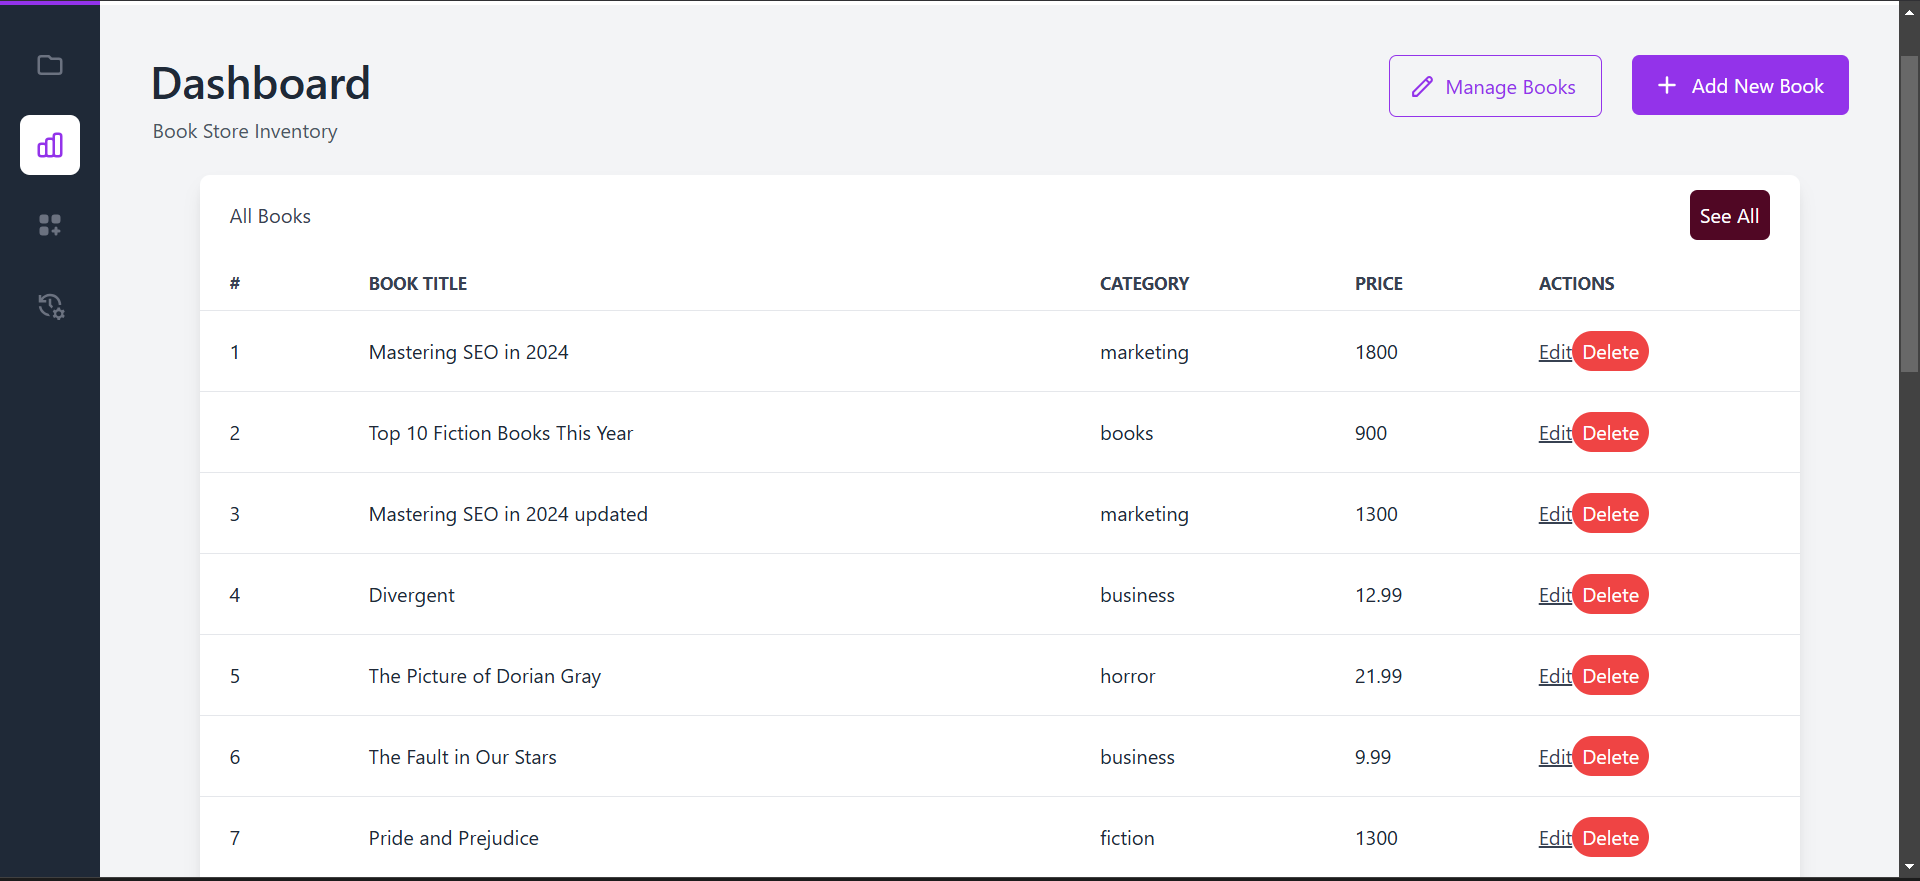 Dashboard
Manage Books
Add New Book
Book Store Inventory
All Books
See All
# BOOK TITLE CATEGORY PRICE ACTIONS
1 Mastering SEO in 2024 marketing 1800 Edit Delete
2 Top 10 Fiction Books This Year books 900 Edit Delete
3 Mastering SEO in 2024 updated marketing 1300 Edit Delete
4 Divergent business 12.99 Edit Delete
5 The Picture of Dorian Gray horror 21.99 Edit Delete
6 The Fault in Our Stars business 9.99 Edit Delete
7 Pride and Prejudice fiction 1300 Edit Delete